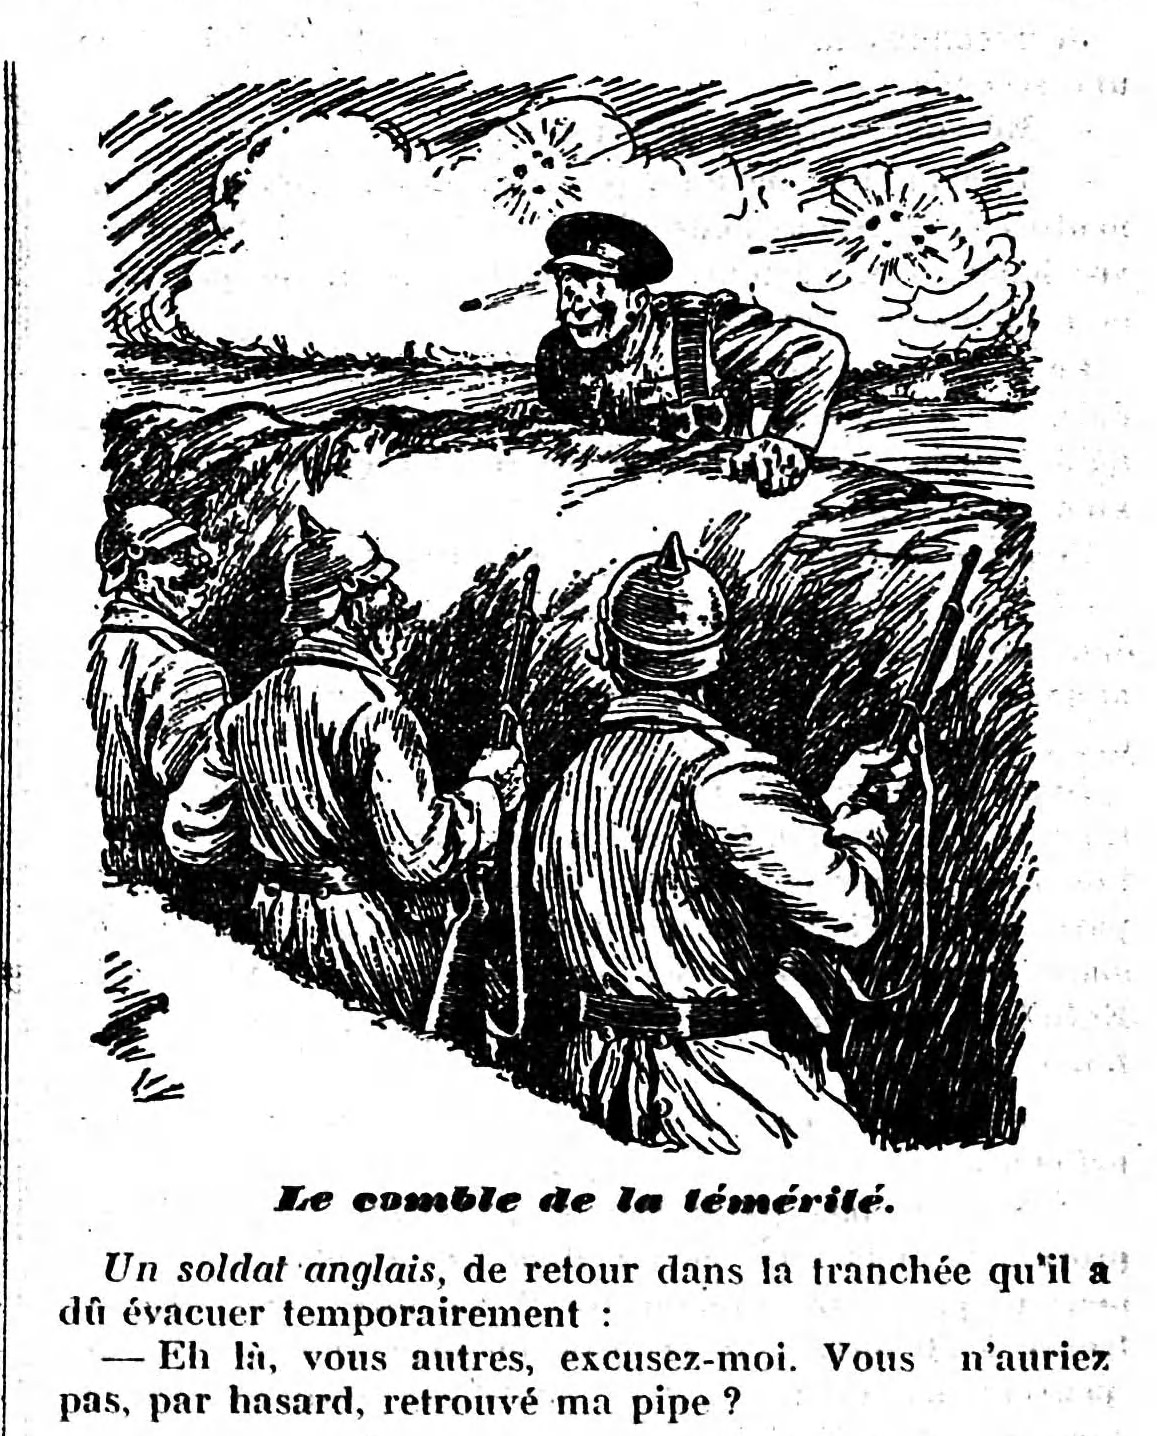 Le comble de la témérité.
Un soldat anglais, de retour dans la tranchée qu'il a
dû évacuer temporairement :
— Eh là, vous autres, excusez-moi. Vous n'auriez
pas, par hasard, retrouvé ma pipe ?